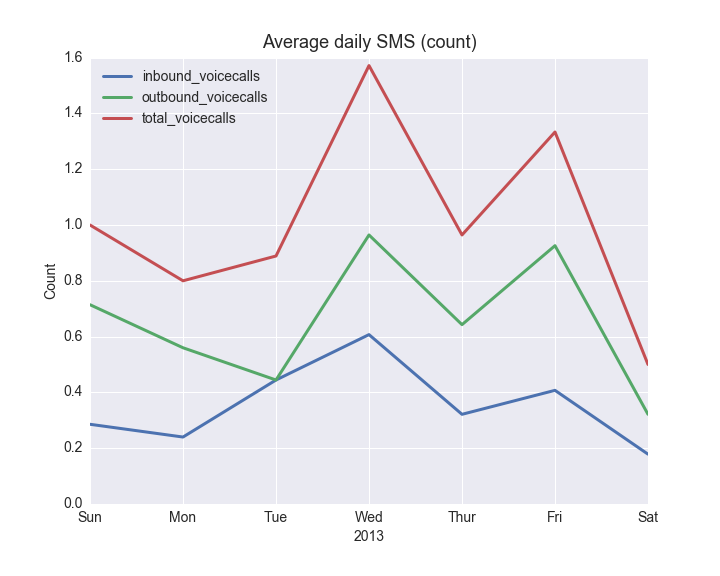 Average daily SMS (count)
1.6
inbound_voicecalls
outbound_voicecalls
total_voicecalls
1.4
1.2
1.0
0.8
Count
0.6
0.4
0.2
0.0
Sun Mon Tue Wed Thur Fri Sat
2013